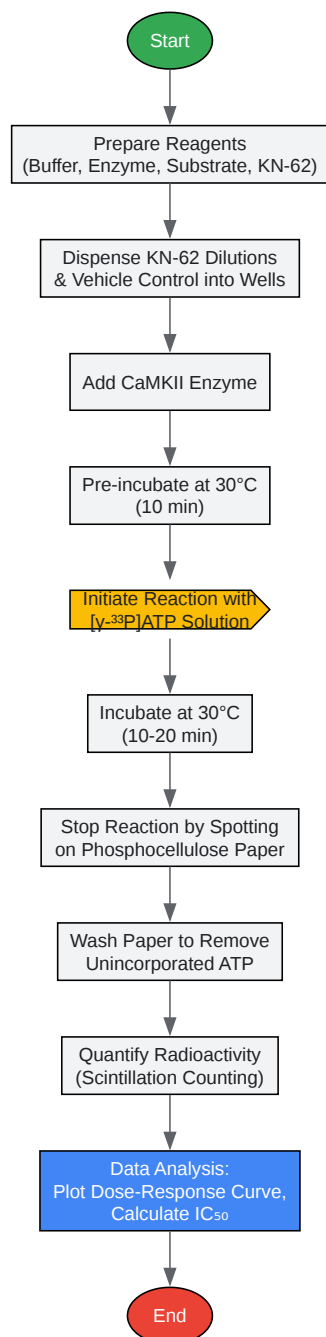 Start
Prepare Reagents
(Buffer, Enzyme, Substrate, KN-62)
Dispense KN-62 Dilutions
& Vehicle Control into Wells
Add CaMKII Enzyme
Pre-incubate at 30°C
(10 min)
Initiate Reaction with
[γ-³³P]ATP Solution
Incubate at 30°C
(10-20 min)
Stop Reaction by Spotting
on Phosphocellulose Paper
Wash Paper to Remove
Unincorporated ATP
Quantify Radioactivity
(Scintillation Counting)
Data Analysis:
Plot Dose-Response Curve,
Calculate IC₅₀
End